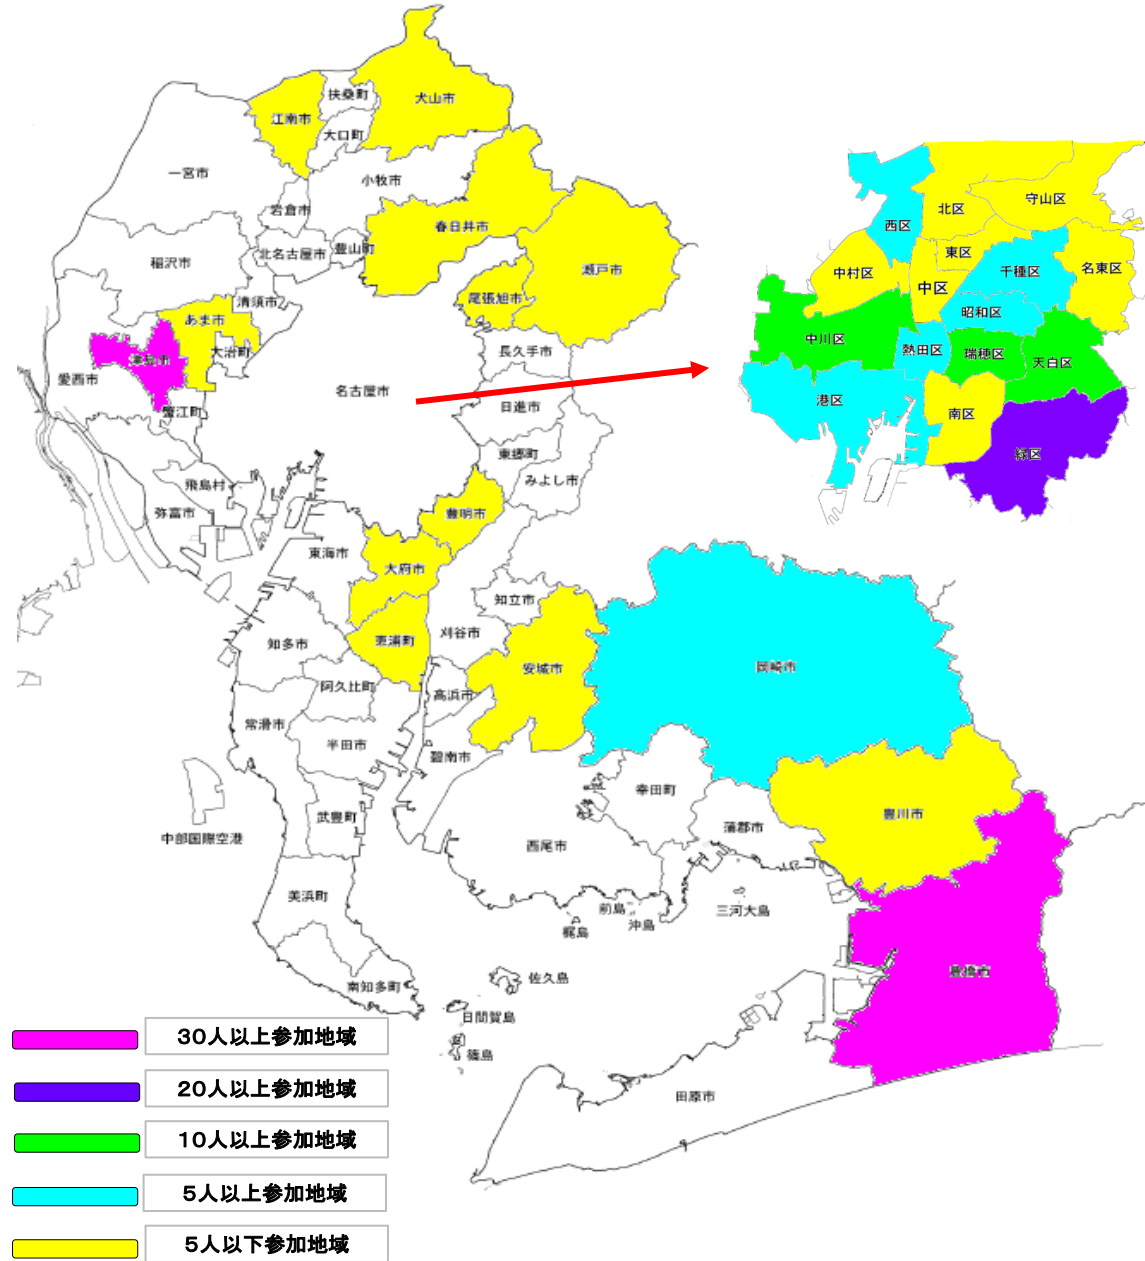 扶桑町
犬山市
江南市
大口町
一宮市
小牧市
岩倉市
春日井市
北名古屋市
豊山町
稲沢市
瀬戸市
清須市
尾張旭市
あま市
大治町
長久手市
津島市
愛西市
名古屋市
蟹江町
日進市
東郷町
みよし市
飛島村
弥富市
豊明市
東海市
大府市
知立市
刈谷市
知多市
東浦町
安城市
岡崎市
阿久比町
高浜市
常滑市
半田市
碧南市
幸田町
武豊町
豊川市
蒲郡市
中部国際空港
西尾市
美浜町
前島
三河大島
沖島
梶島
豊橋市
佐久島
南知多町
日間賀島
篠島
田原市
守山区
北区
西区
東区
千種区
名東区
中村区
中区
昭和区
中川区
熱田区
瑞穂区
天白区
港区
南区
緑区
30人以上参加地域
20人以上参加地域
10人以上参加地域
5人以上参加地域
5人以下参加地域